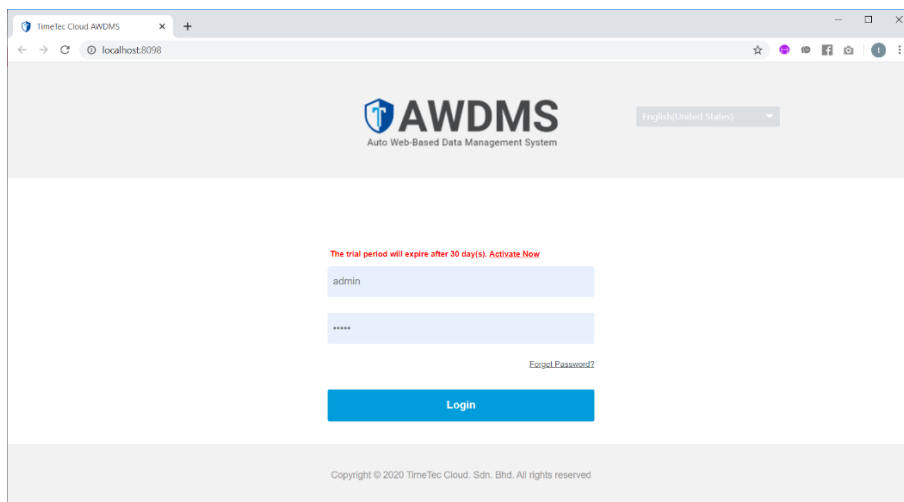 TimeTec Cloud AWDMS
localhost:8098
AWDMS
Auto Web-Based Data Management System
English(United States)
The trial period will expire after 30 day(s). Activate Now
admin
•••••
Forgot Password?
Login
Copyright © 2020 TimeTec Cloud. Sdn. Bhd. All rights reserved